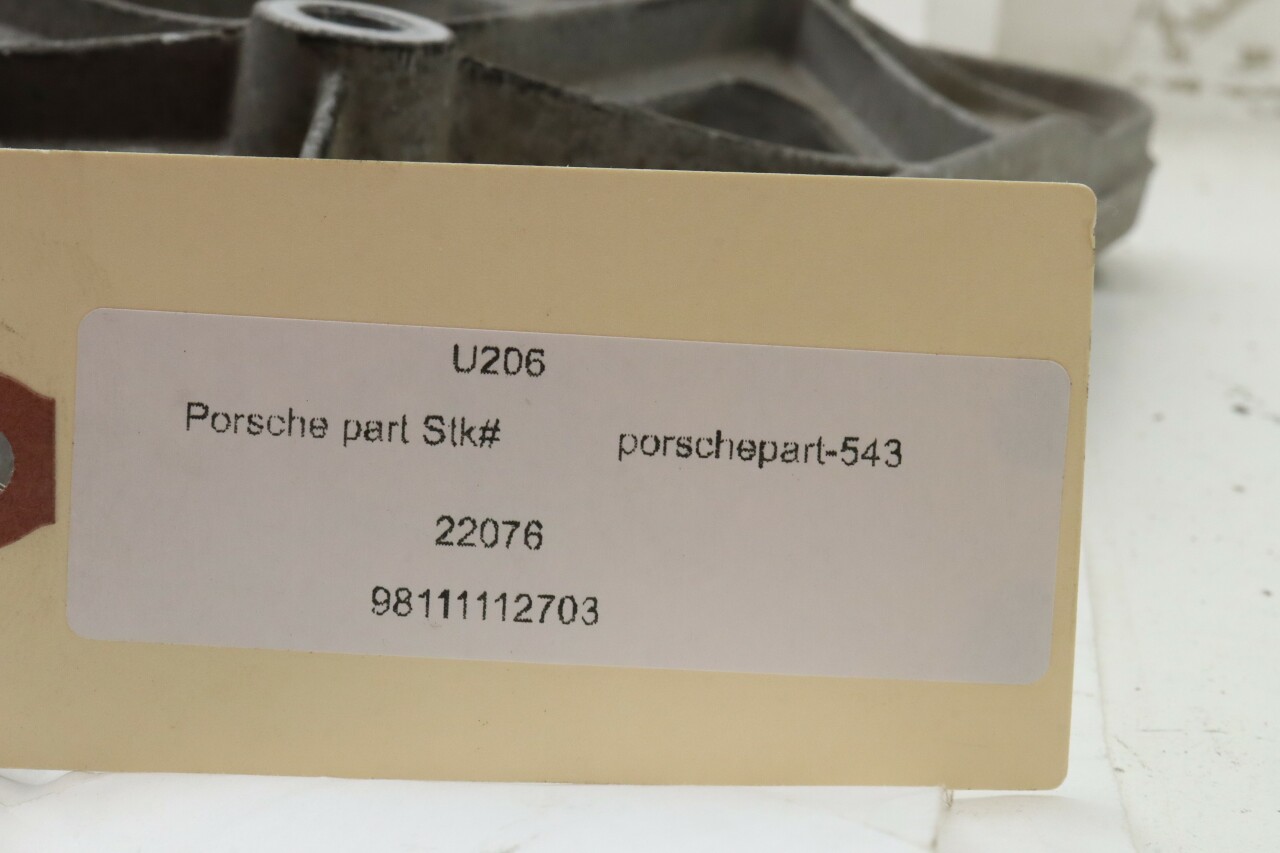 U206
Porsche part Stk# porschepart-543
22076
98111112703